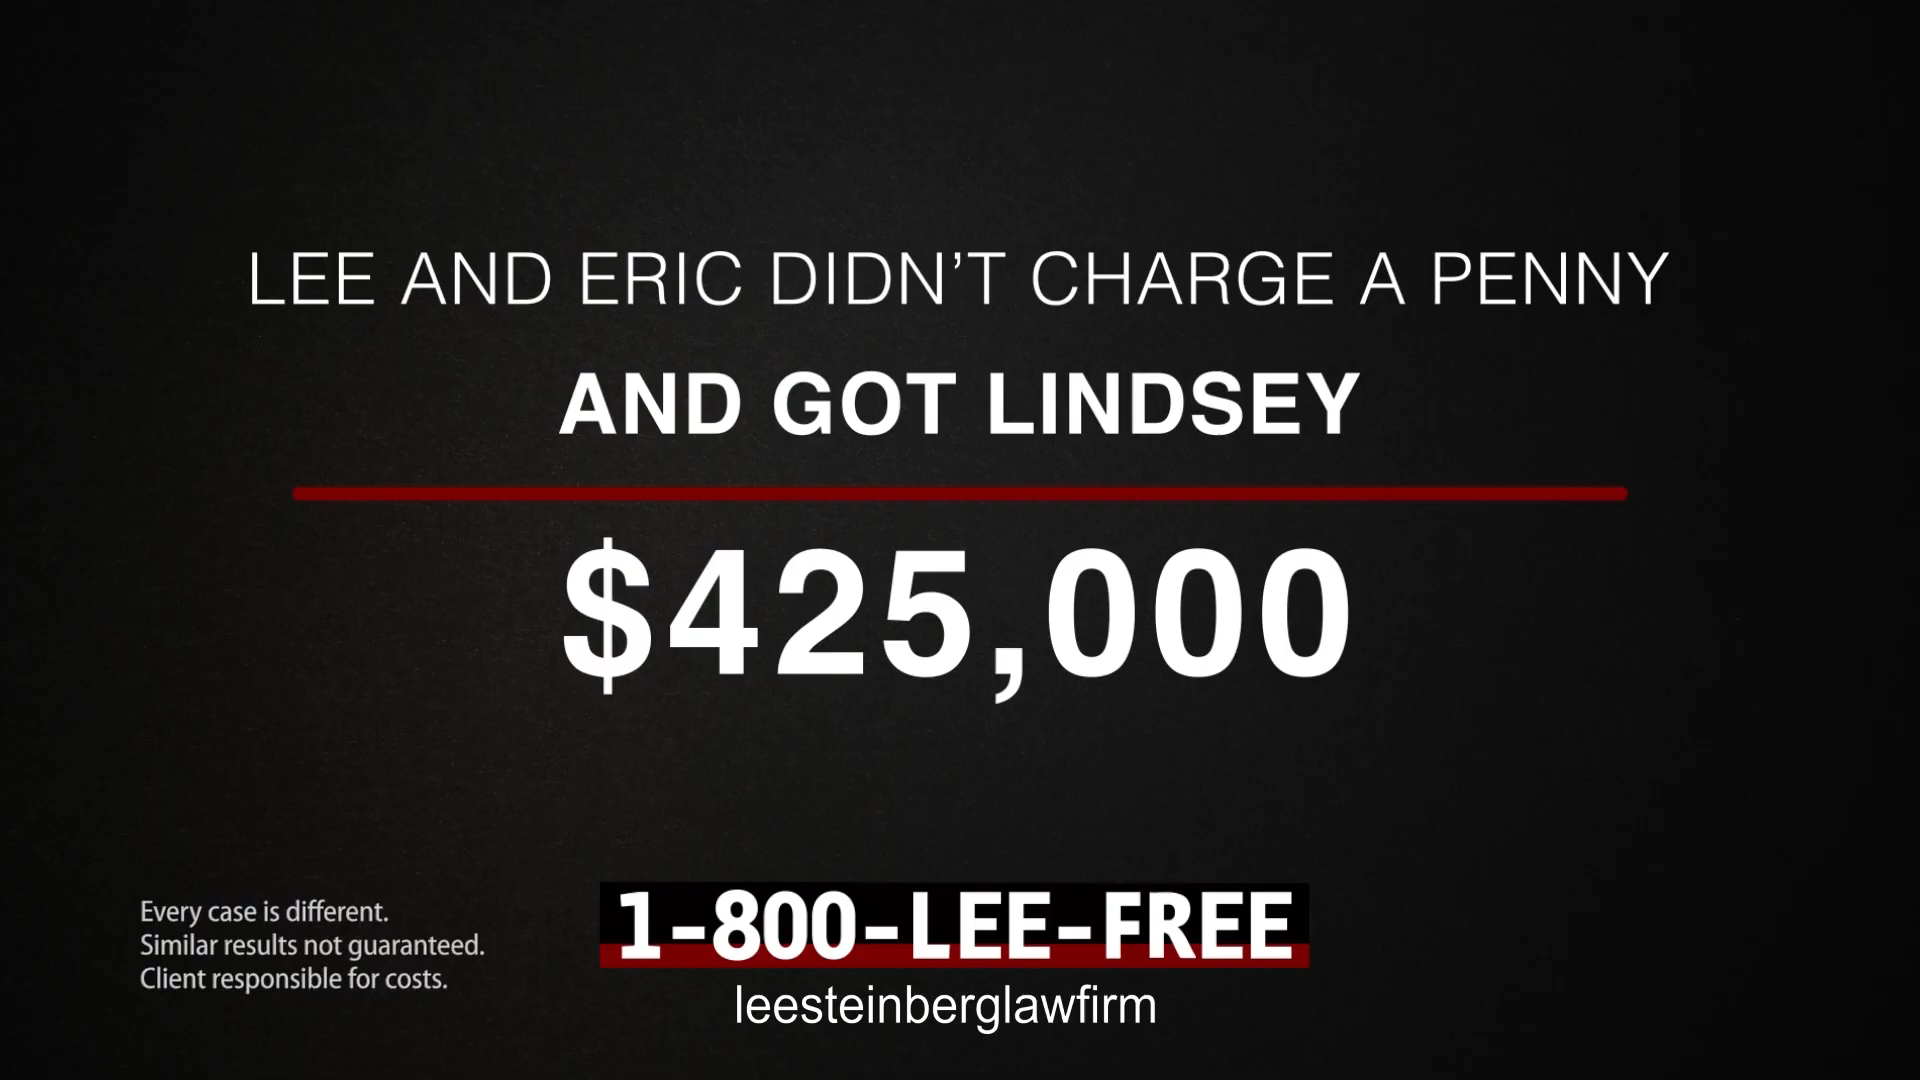 LEE AND ERIC DIDN'T CHARGE A PENNY
AND GOT LINDSEY
$425,000
Every case is different.
Similar results not guaranteed.
Client responsible for costs.
1-800-LEE-FREE
leesteinberglawfirm